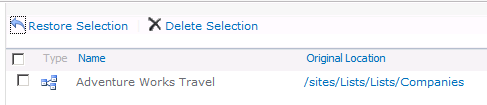 Restore Selection | Delete Selection
Type Name Original Location
Adventure Works Travel /sites/Lists/Lists/Companies